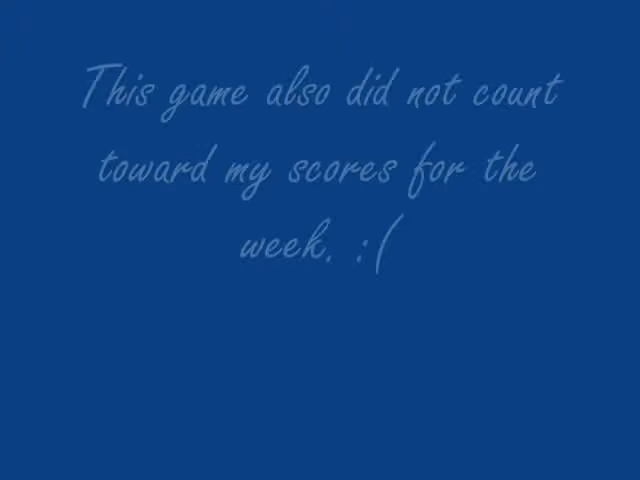 This game also did not count
toward my scores for the
week. :(